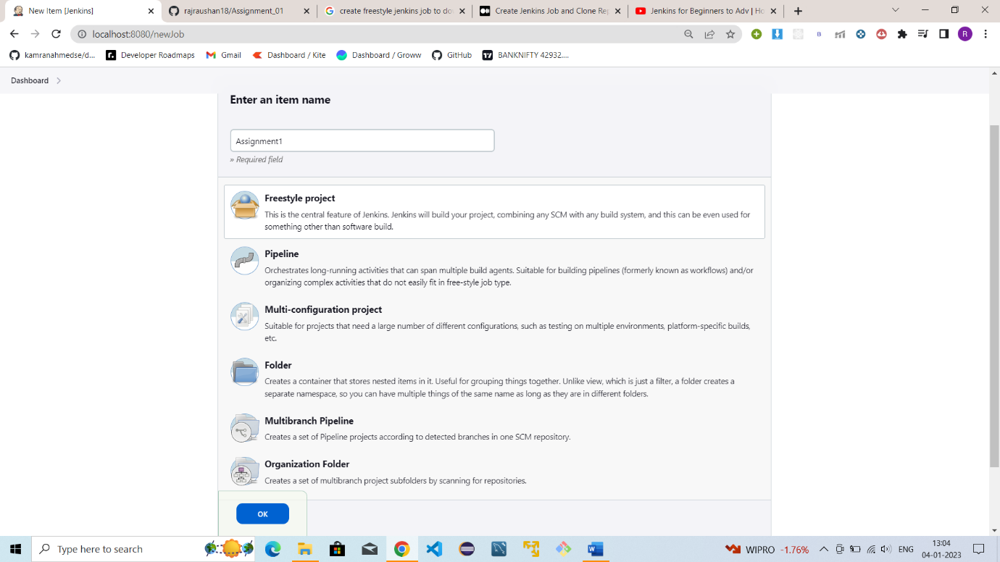 New Item [Jenkins]
rajraushan18/Assignment_01
create freestyle jenkins job to do
Create Jenkins Job and Clone Rep
Jenkins for Beginners to Adv | Ho
localhost:8080/newJob
R
kamranahmedse/d...
Developer Roadmaps
Gmail
Dashboard / Kite
Dashboard / Groww
GitHub
BANKNIFTY 42932....
Dashboard
Enter an item name
Assignment1
» Required field
Freestyle project
This is the central feature of Jenkins. Jenkins will build your project, combining any SCM with any build system, and this can be even used for
something other than software build.
Pipeline
Orchestrates long-running activities that can span multiple build agents. Suitable for building pipelines (formerly known as workflows) and/or
organizing complex activities that do not easily fit in free-style job type.
Multi-configuration project
Suitable for projects that need a large number of different configurations, such as testing on multiple environments, platform-specific builds,
etc.
Folder
Creates a container that stores nested items in it. Useful for grouping things together. Unlike view, which is just a filter, a folder creates a
separate namespace, so you can have multiple things of the same name as long as they are in different folders.
Multibranch Pipeline
Creates a set of Pipeline projects according to detected branches in one SCM repository.
Organization Folder
Creates a set of multibranch project subfolders by scanning for repositories.
OK
Type here to search
WIPRO -1.76%
ENG
13:04
04-01-2023